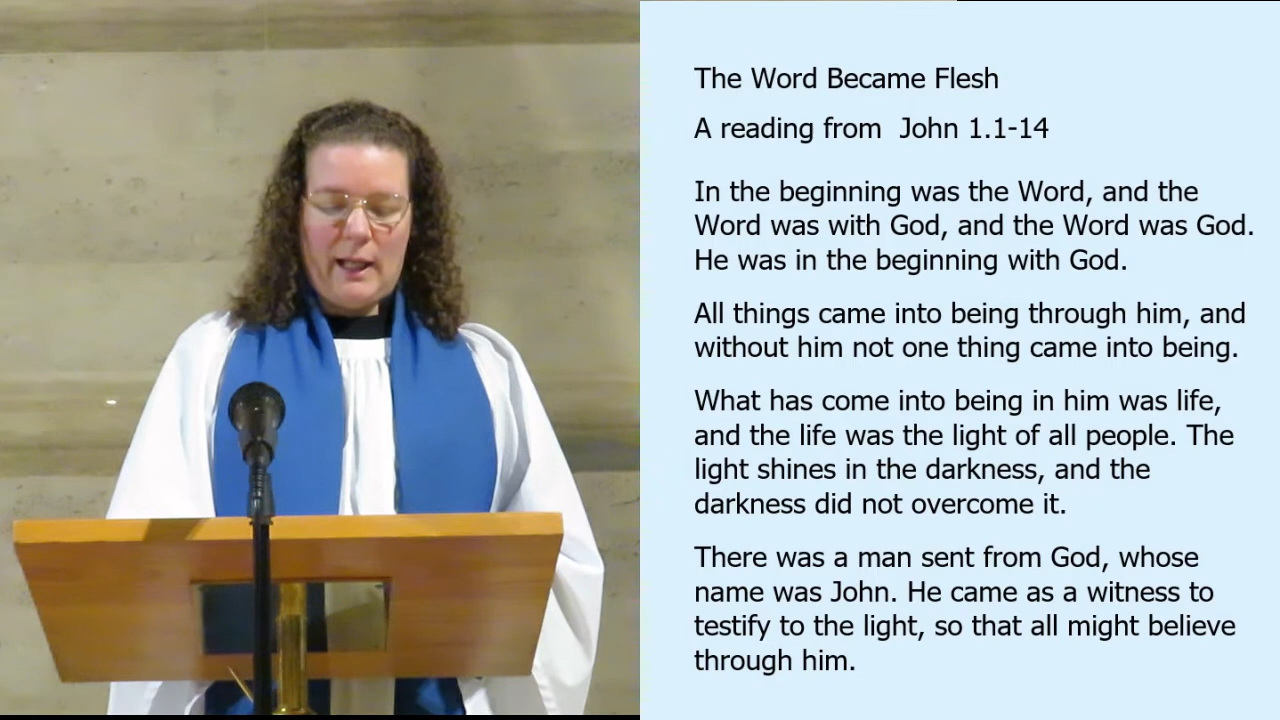 The Word Became Flesh
A reading from  John 1.1-14
In the beginning was the Word, and the
Word was with God, and the Word was God.
He was in the beginning with God.
All things came into being through him, and
without him not one thing came into being.
What has come into being in him was life,
and the life was the light of all people. The
light shines in the darkness, and the
darkness did not overcome it.
There was a man sent from God, whose
name was John. He came as a witness to
testify to the light, so that all might believe
through him.